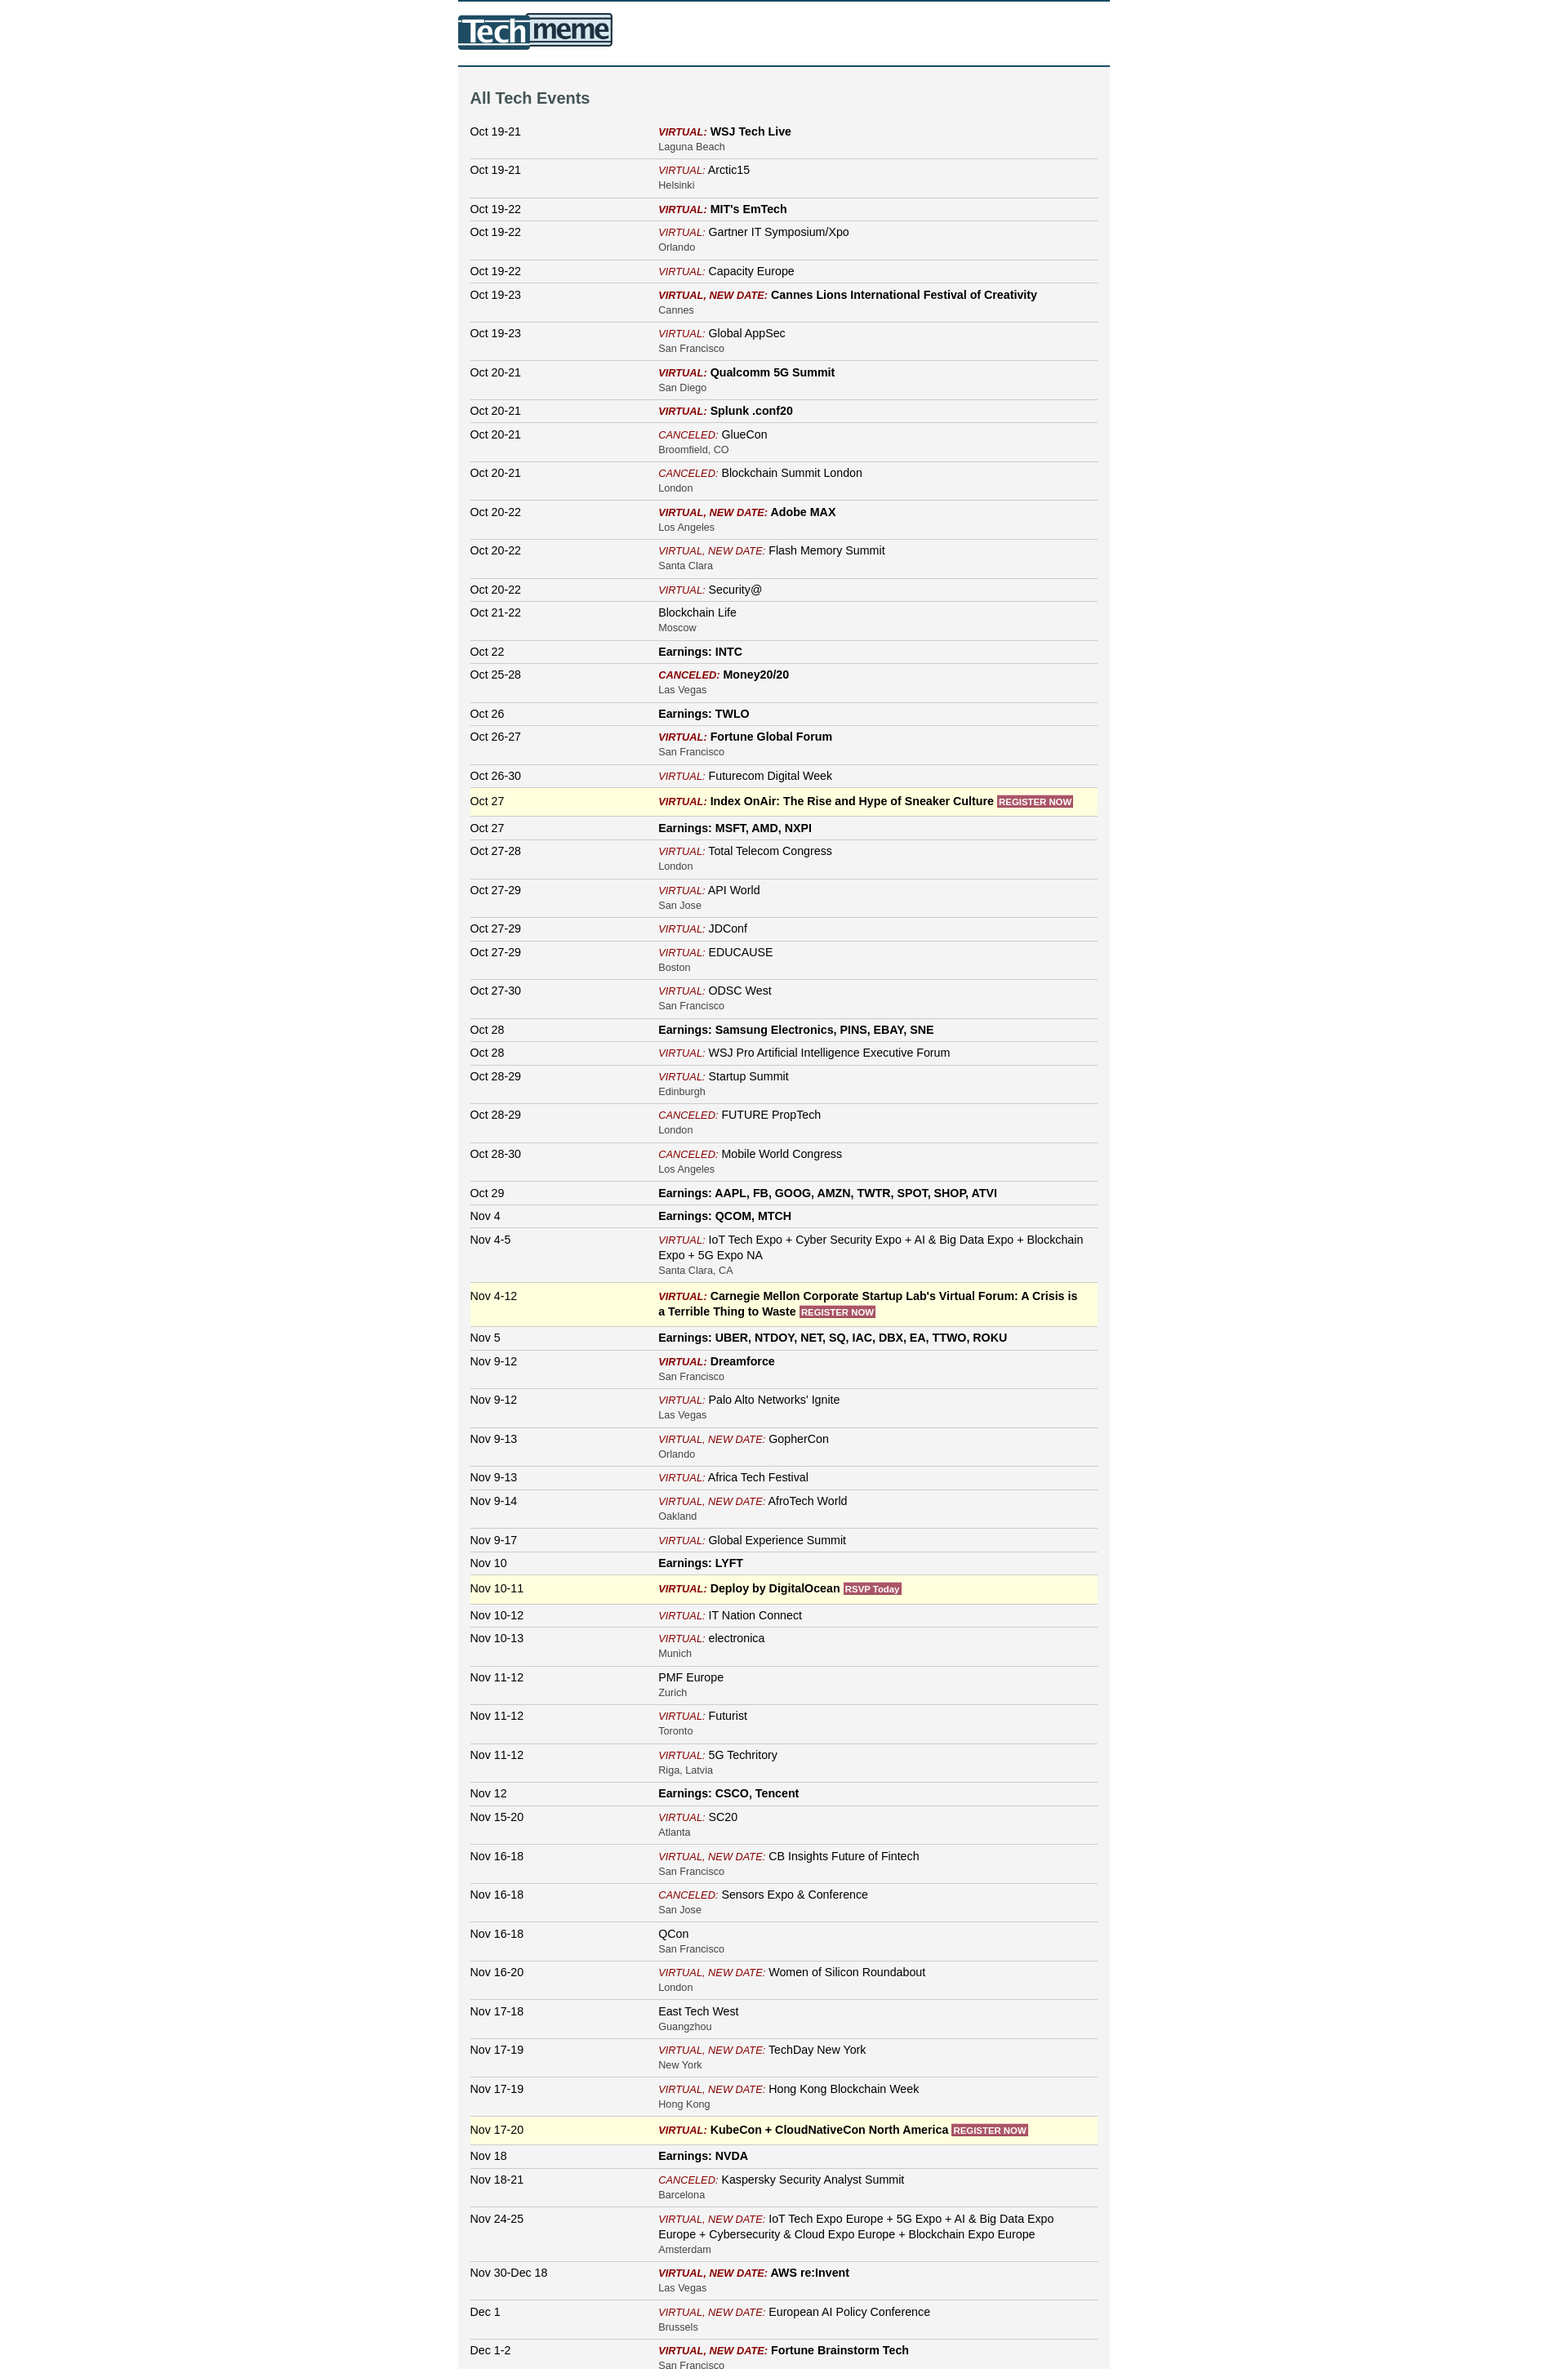 Techmeme
All Tech Events
Oct 19-21 VIRTUAL: WSJ Tech Live
Laguna Beach
Oct 19-21 VIRTUAL: Arctic15
Helsinki
Oct 19-22 VIRTUAL: MIT's EmTech
Oct 19-22 VIRTUAL: Gartner IT Symposium/Xpo
Orlando
Oct 19-22 VIRTUAL: Capacity Europe
Oct 19-23 VIRTUAL, NEW DATE: Cannes Lions International Festival of Creativity
Cannes
Oct 19-23 VIRTUAL: Global AppSec
San Francisco
Oct 20-21 VIRTUAL: Qualcomm 5G Summit
San Diego
Oct 20-21 VIRTUAL: Splunk .conf20
Oct 20-21 CANCELED: GlueCon
Broomfield, CO
Oct 20-21 CANCELED: Blockchain Summit London
London
Oct 20-22 VIRTUAL, NEW DATE: Adobe MAX
Los Angeles
Oct 20-22 VIRTUAL, NEW DATE: Flash Memory Summit
Santa Clara
Oct 20-22 VIRTUAL: Security@
Oct 21-22 Blockchain Life
Moscow
Oct 22 Earnings: INTC
Oct 25-28 CANCELED: Money20/20
Las Vegas
Oct 26 Earnings: TWLO
Oct 26-27 VIRTUAL: Fortune Global Forum
San Francisco
Oct 26-30 VIRTUAL: Futurecom Digital Week
Oct 27 VIRTUAL: Index OnAir: The Rise and Hype of Sneaker Culture REGISTER NOW
Oct 27 Earnings: MSFT, AMD, NXPI
Oct 27-28 VIRTUAL: Total Telecom Congress
London
Oct 27-29 VIRTUAL: API World
San Jose
Oct 27-29 VIRTUAL: JDConf
Oct 27-29 VIRTUAL: EDUCAUSE
Boston
Oct 27-30 VIRTUAL: ODSC West
San Francisco
Oct 28 Earnings: Samsung Electronics, PINS, EBAY, SNE
Oct 28 VIRTUAL: WSJ Pro Artificial Intelligence Executive Forum
Oct 28-29 VIRTUAL: Startup Summit
Edinburgh
Oct 28-29 CANCELED: FUTURE PropTech
London
Oct 28-30 CANCELED: Mobile World Congress
Los Angeles
Oct 29 Earnings: AAPL, FB, GOOG, AMZN, TWTR, SPOT, SHOP, ATVI
Nov 4 Earnings: QCOM, MTCH
Nov 4-5 VIRTUAL: IoT Tech Expo + Cyber Security Expo + AI & Big Data Expo + Blockchain
Expo + 5G Expo NA
Santa Clara, CA
Nov 4-12 VIRTUAL: Carnegie Mellon Corporate Startup Lab's Virtual Forum: A Crisis is
a Terrible Thing to Waste REGISTER NOW
Nov 5 Earnings: UBER, NTDOY, NET, SQ, IAC, DBX, EA, TTWO, ROKU
Nov 9-12 VIRTUAL: Dreamforce
San Francisco
Nov 9-12 VIRTUAL: Palo Alto Networks' Ignite
Las Vegas
Nov 9-13 VIRTUAL, NEW DATE: GopherCon
Orlando
Nov 9-13 VIRTUAL: Africa Tech Festival
Nov 9-14 VIRTUAL, NEW DATE: AfroTech World
Oakland
Nov 9-17 VIRTUAL: Global Experience Summit
Nov 10 Earnings: LYFT
Nov 10-11 VIRTUAL: Deploy by DigitalOcean RSVP Today
Nov 10-12 VIRTUAL: IT Nation Connect
Nov 10-13 VIRTUAL: electronica
Munich
Nov 11-12 PMF Europe
Zurich
Nov 11-12 VIRTUAL: Futurist
Toronto
Nov 11-12 VIRTUAL: 5G Techritory
Riga, Latvia
Nov 12 Earnings: CSCO, Tencent
Nov 15-20 VIRTUAL: SC20
Atlanta
Nov 16-18 VIRTUAL, NEW DATE: CB Insights Future of Fintech
San Francisco
Nov 16-18 CANCELED: Sensors Expo & Conference
San Jose
Nov 16-18 QCon
San Francisco
Nov 16-20 VIRTUAL, NEW DATE: Women of Silicon Roundabout
London
Nov 17-18 East Tech West
Guangzhou
Nov 17-19 VIRTUAL, NEW DATE: TechDay New York
New York
Nov 17-19 VIRTUAL, NEW DATE: Hong Kong Blockchain Week
Hong Kong
Nov 17-20 VIRTUAL: KubeCon + CloudNativeCon North America REGISTER NOW
Nov 18 Earnings: NVDA
Nov 18-21 CANCELED: Kaspersky Security Analyst Summit
Barcelona
Nov 24-25 VIRTUAL, NEW DATE: IoT Tech Expo Europe + 5G Expo + AI & Big Data Expo
Europe + Cybersecurity & Cloud Expo Europe + Blockchain Expo Europe
Amsterdam
Nov 30-Dec 18 VIRTUAL, NEW DATE: AWS re:Invent
Las Vegas
Dec 1 VIRTUAL, NEW DATE: European AI Policy Conference
Brussels
Dec 1-2 VIRTUAL, NEW DATE: Fortune Brainstorm Tech
San Francisco